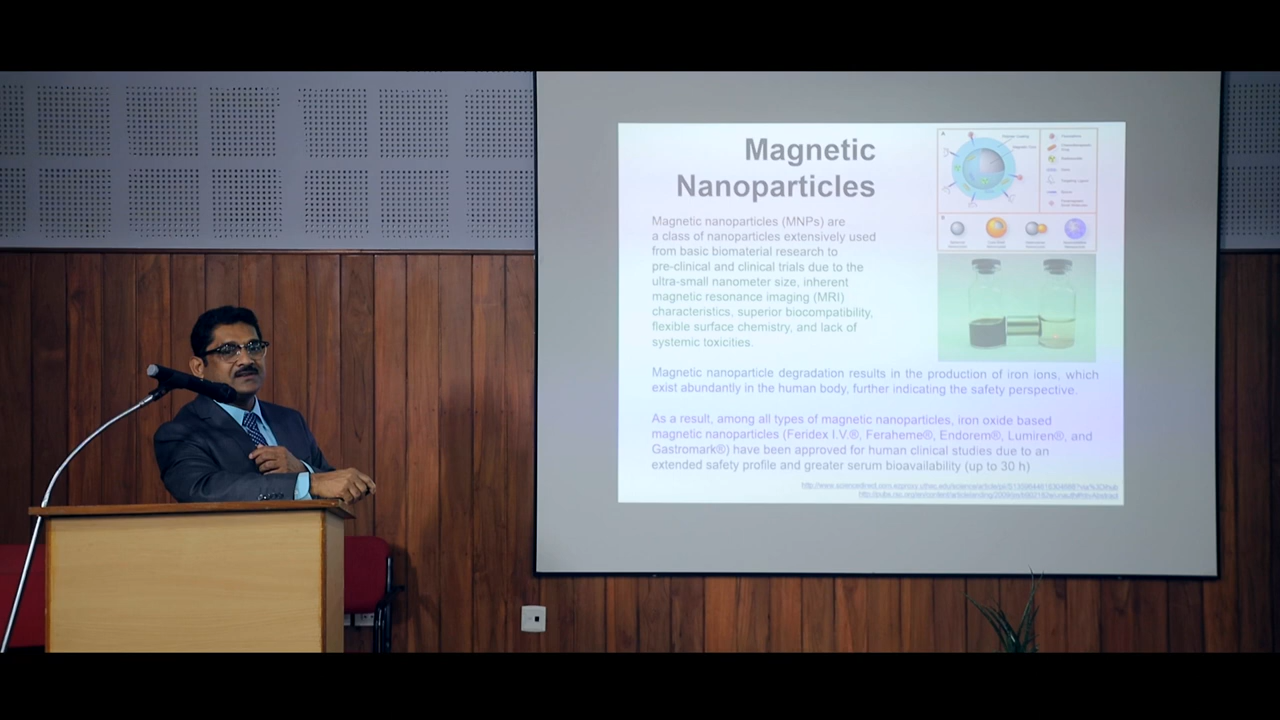 Magnetic
Nanoparticles
Magnetic nanoparticles (MNPs) are
a class of nanoparticles extensively used
from basic biomaterial research to
pre-clinical and clinical trials due to the
ultra-small nanometer size, inherent
magnetic resonance imaging (MRI)
characteristics, superior biocompatibility,
flexible surface chemistry, and lack of
systemic toxicities.
Magnetic nanoparticle degradation results in the production of iron ions, which
exist abundantly in the human body, further indicating the safety perspective.
As a result, among all types of magnetic nanoparticles, iron oxide based
magnetic nanoparticles (Feridex I.V.®, Feraheme®, Endorem®, Lumiren®, and
Gastromark®) have been approved for human clinical studies due to an
extended safety profile and greater serum bioavailability (up to 30 h)